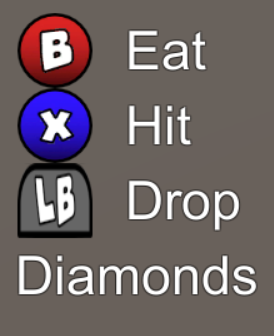 B Eat
X Hit
LB Drop
Diamonds